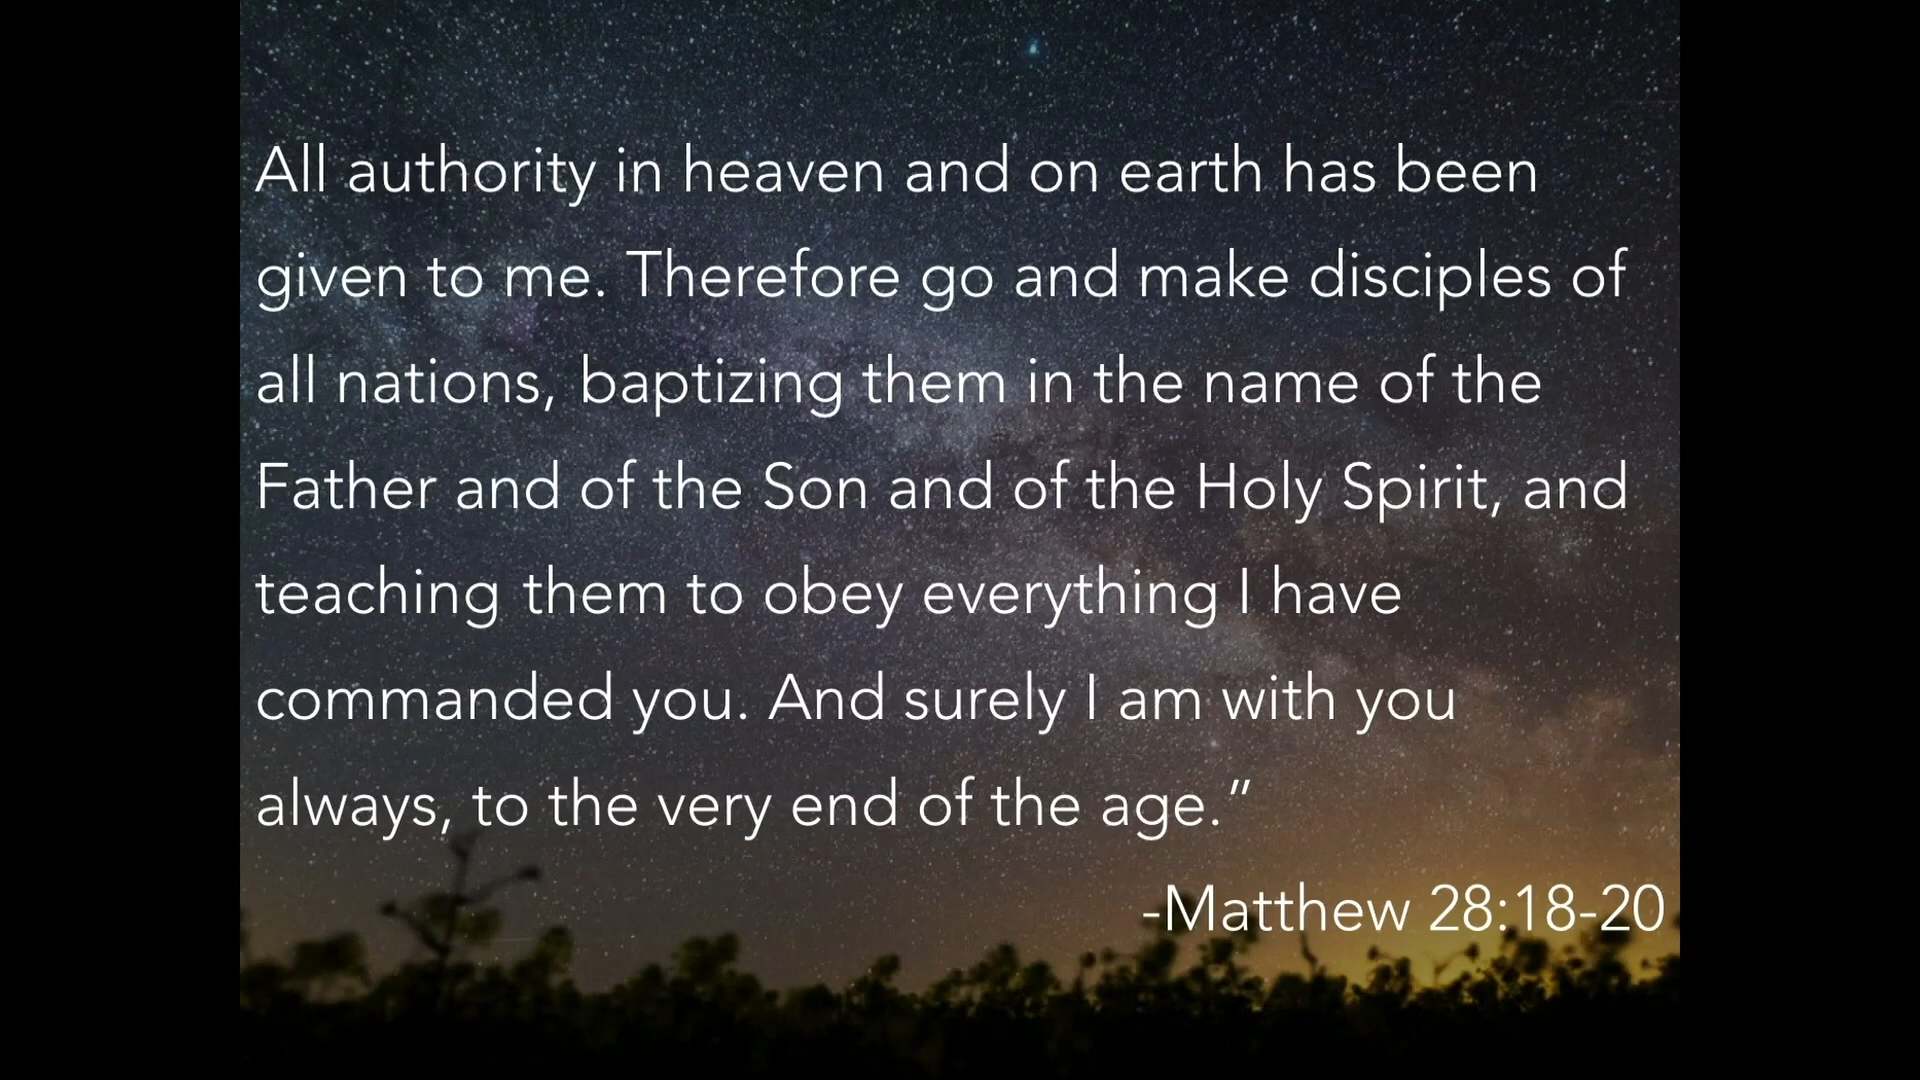 All authority in heaven and on earth has been
given to me. Therefore go and make disciples of
all nations, baptizing them in the name of the
Father and of the Son and of the Holy Spirit, and
teaching them to obey everything I have
commanded you. And surely I am with you
always, to the very end of the age.”
-Matthew 28:18-20